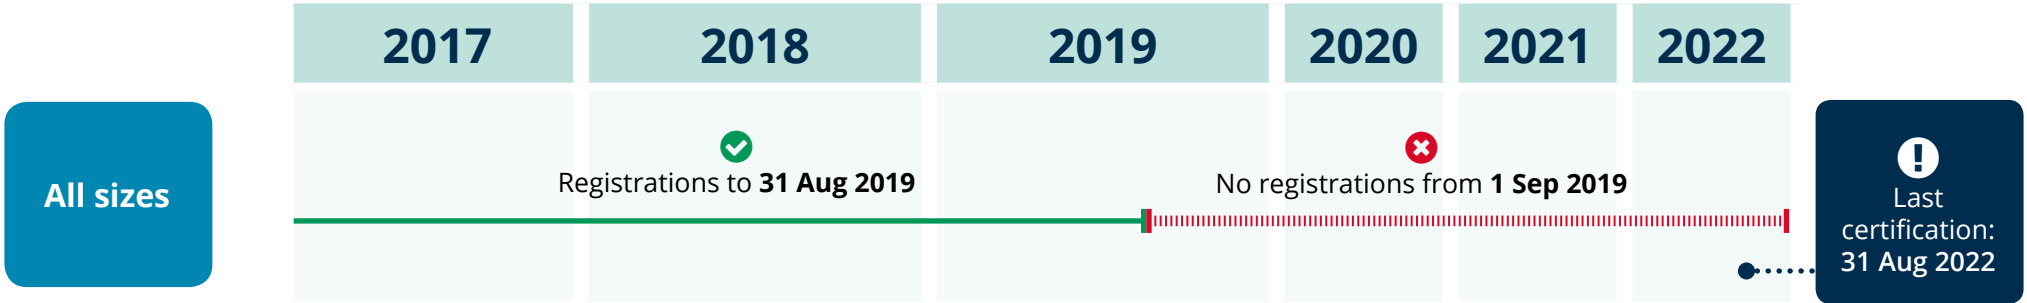 2017 2018 2019 2020 2021 2022
All sizes
Registrations to 31 Aug 2019
No registrations from 1 Sep 2019
Last
certification:
31 Aug 2022